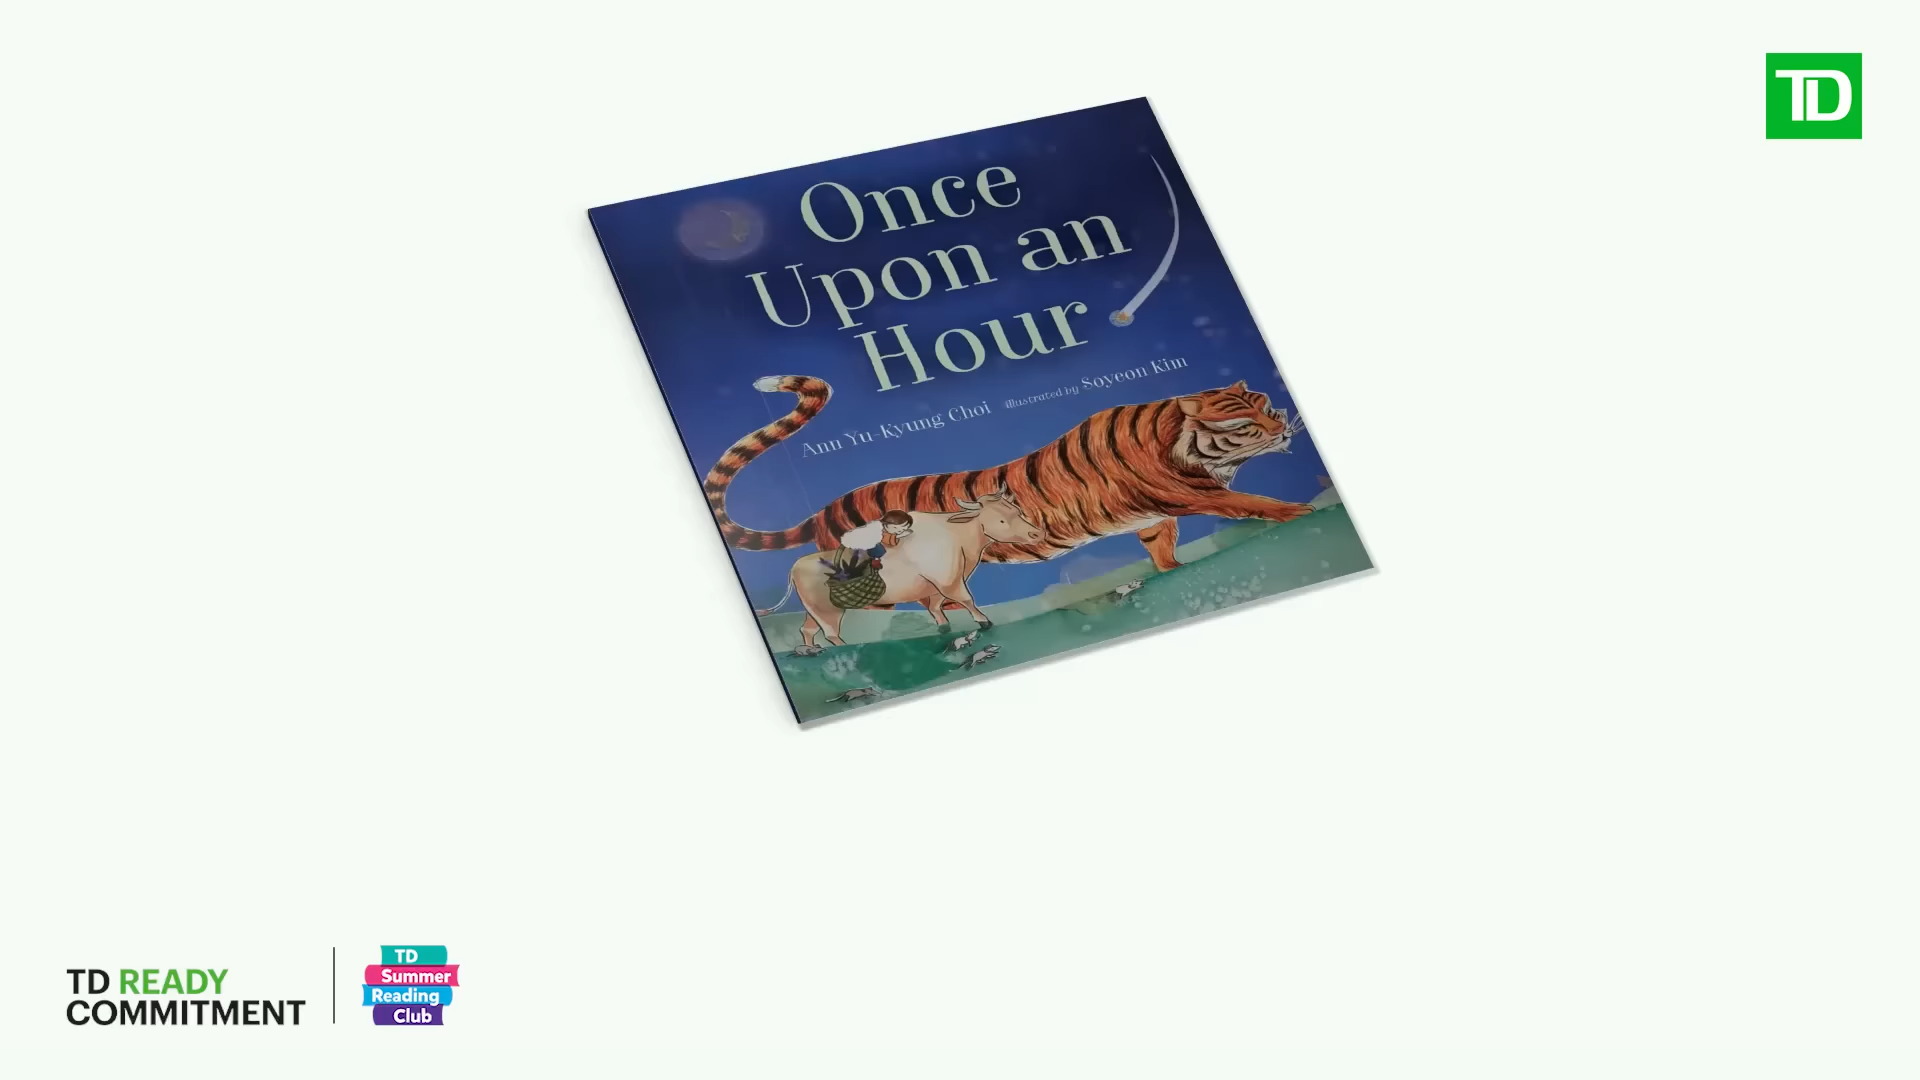 TD
Once
Upon an
Hour
Ann Yu-Kyung Choi illustrated by Soyeon Kim
TD READY
COMMITMENT
TD
Summer
Reading
Club